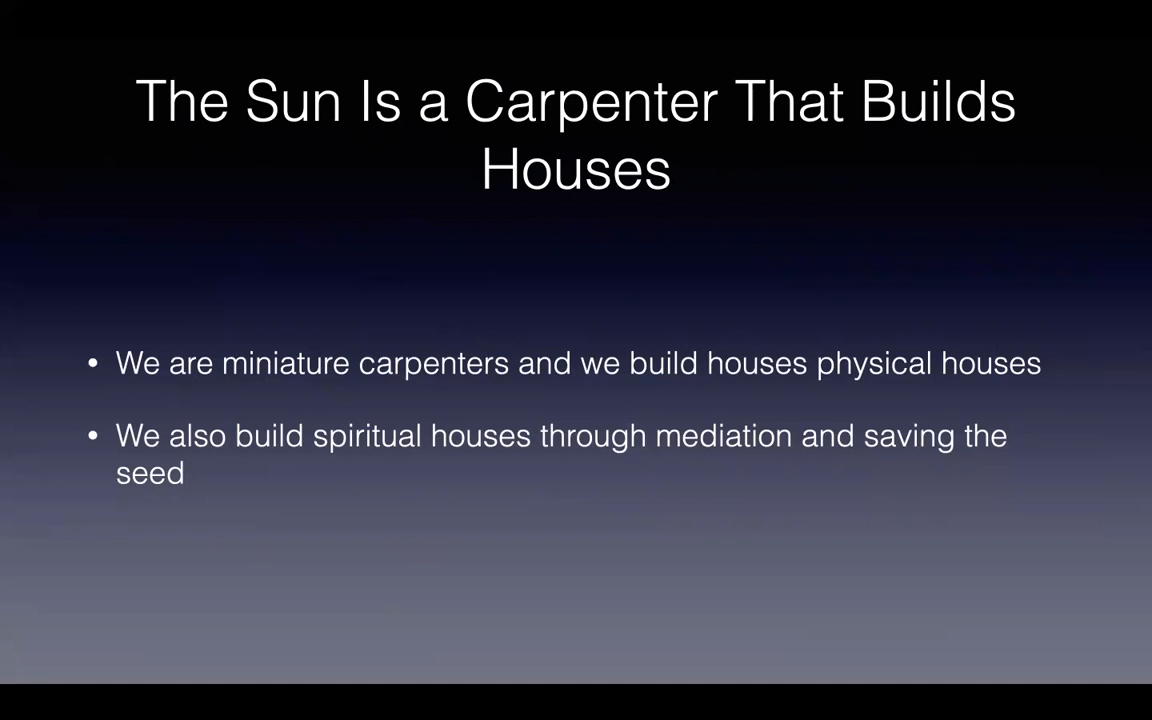 The Sun Is a Carpenter That Builds
Houses
• We are miniature carpenters and we build houses physical houses
• We also build spiritual houses through mediation and saving the
seed